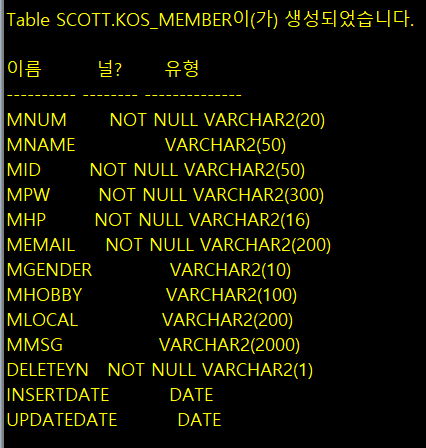 Table SCOTT.KOS_MEMBER이(가) 생성되었습니다.
이름 널? 유형
---------- -------- --------------
MNUM NOT NULL VARCHAR2(20)
MNAME VARCHAR2(50)
MID NOT NULL VARCHAR2(50)
MPW NOT NULL VARCHAR2(300)
MHP NOT NULL VARCHAR2(16)
MEMAIL NOT NULL VARCHAR2(200)
MGENDER VARCHAR2(10)
MHOBBY VARCHAR2(100)
MLOCAL VARCHAR2(200)
MMSG VARCHAR2(2000)
DELETEYN NOT NULL VARCHAR2(1)
INSERTDATE DATE
UPDATEDATE DATE